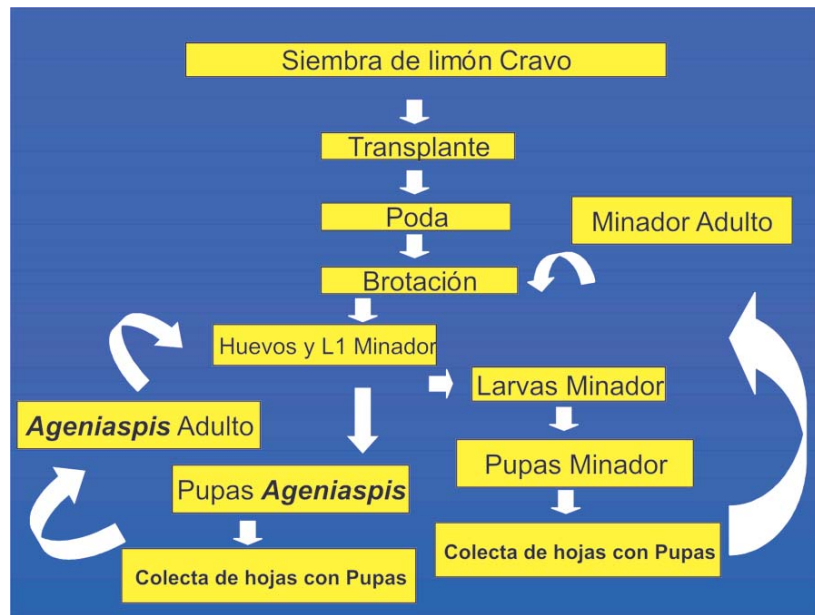 Siembra de limón Cravo
Transplante
Poda
Minador Adulto
Brotación
Huevos y L1 Minador
Larvas Minador
Ageniaspis Adulto
Pupas Minador
Pupas Ageniaspis
Colecta de hojas con Pupas
Colecta de hojas con Pupas